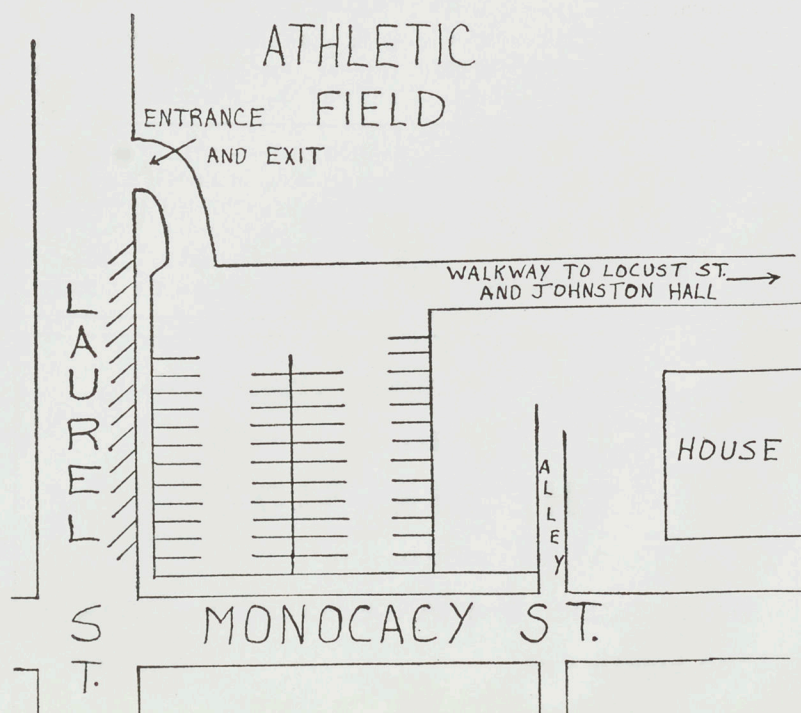 ATHLETIC
FIELD
ENTRANCE
AND EXIT
WALKWAY TO LOCUST ST.
AND JOHNSTON HALL
LAUREL ST.
HOUSE
ALLEY
MONOCACY ST.